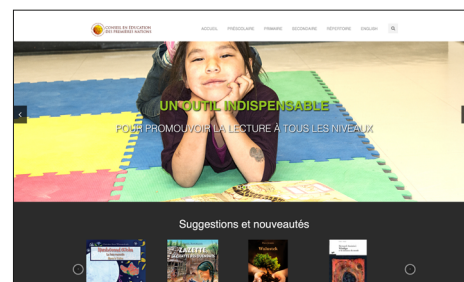 CONSEIL EN ÉDUCATION
DES PREMIÈRES NATIONS
ACCUEIL PRÉSCOLAIRE PRIMAIRE SECONDAIRE RÉPERTOIRE ENGLISH
UN OUTIL INDISPENSABLE
POUR PROMOUVOIR LA LECTURE À TOUS LES NIVEAUX
Suggestions et nouveautés